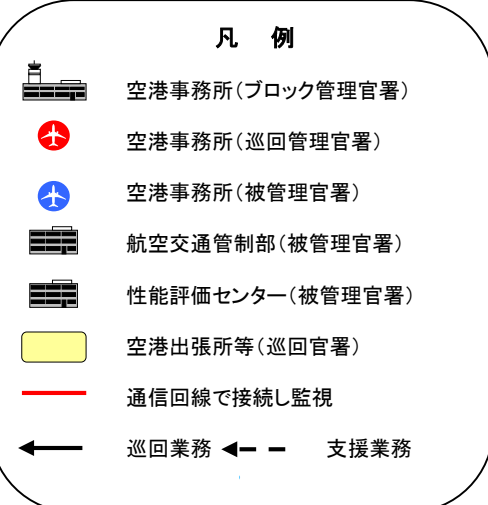 凡 例
空港事務所(ブロック管理官署)
空港事務所(巡回管理官署)
空港事務所(被管理官署)
航空交通管制部(被管理官署)
性能評価センター(被管理官署)
空港出張所等(巡回官署)
通信回線で接続し監視
巡回業務 支援業務